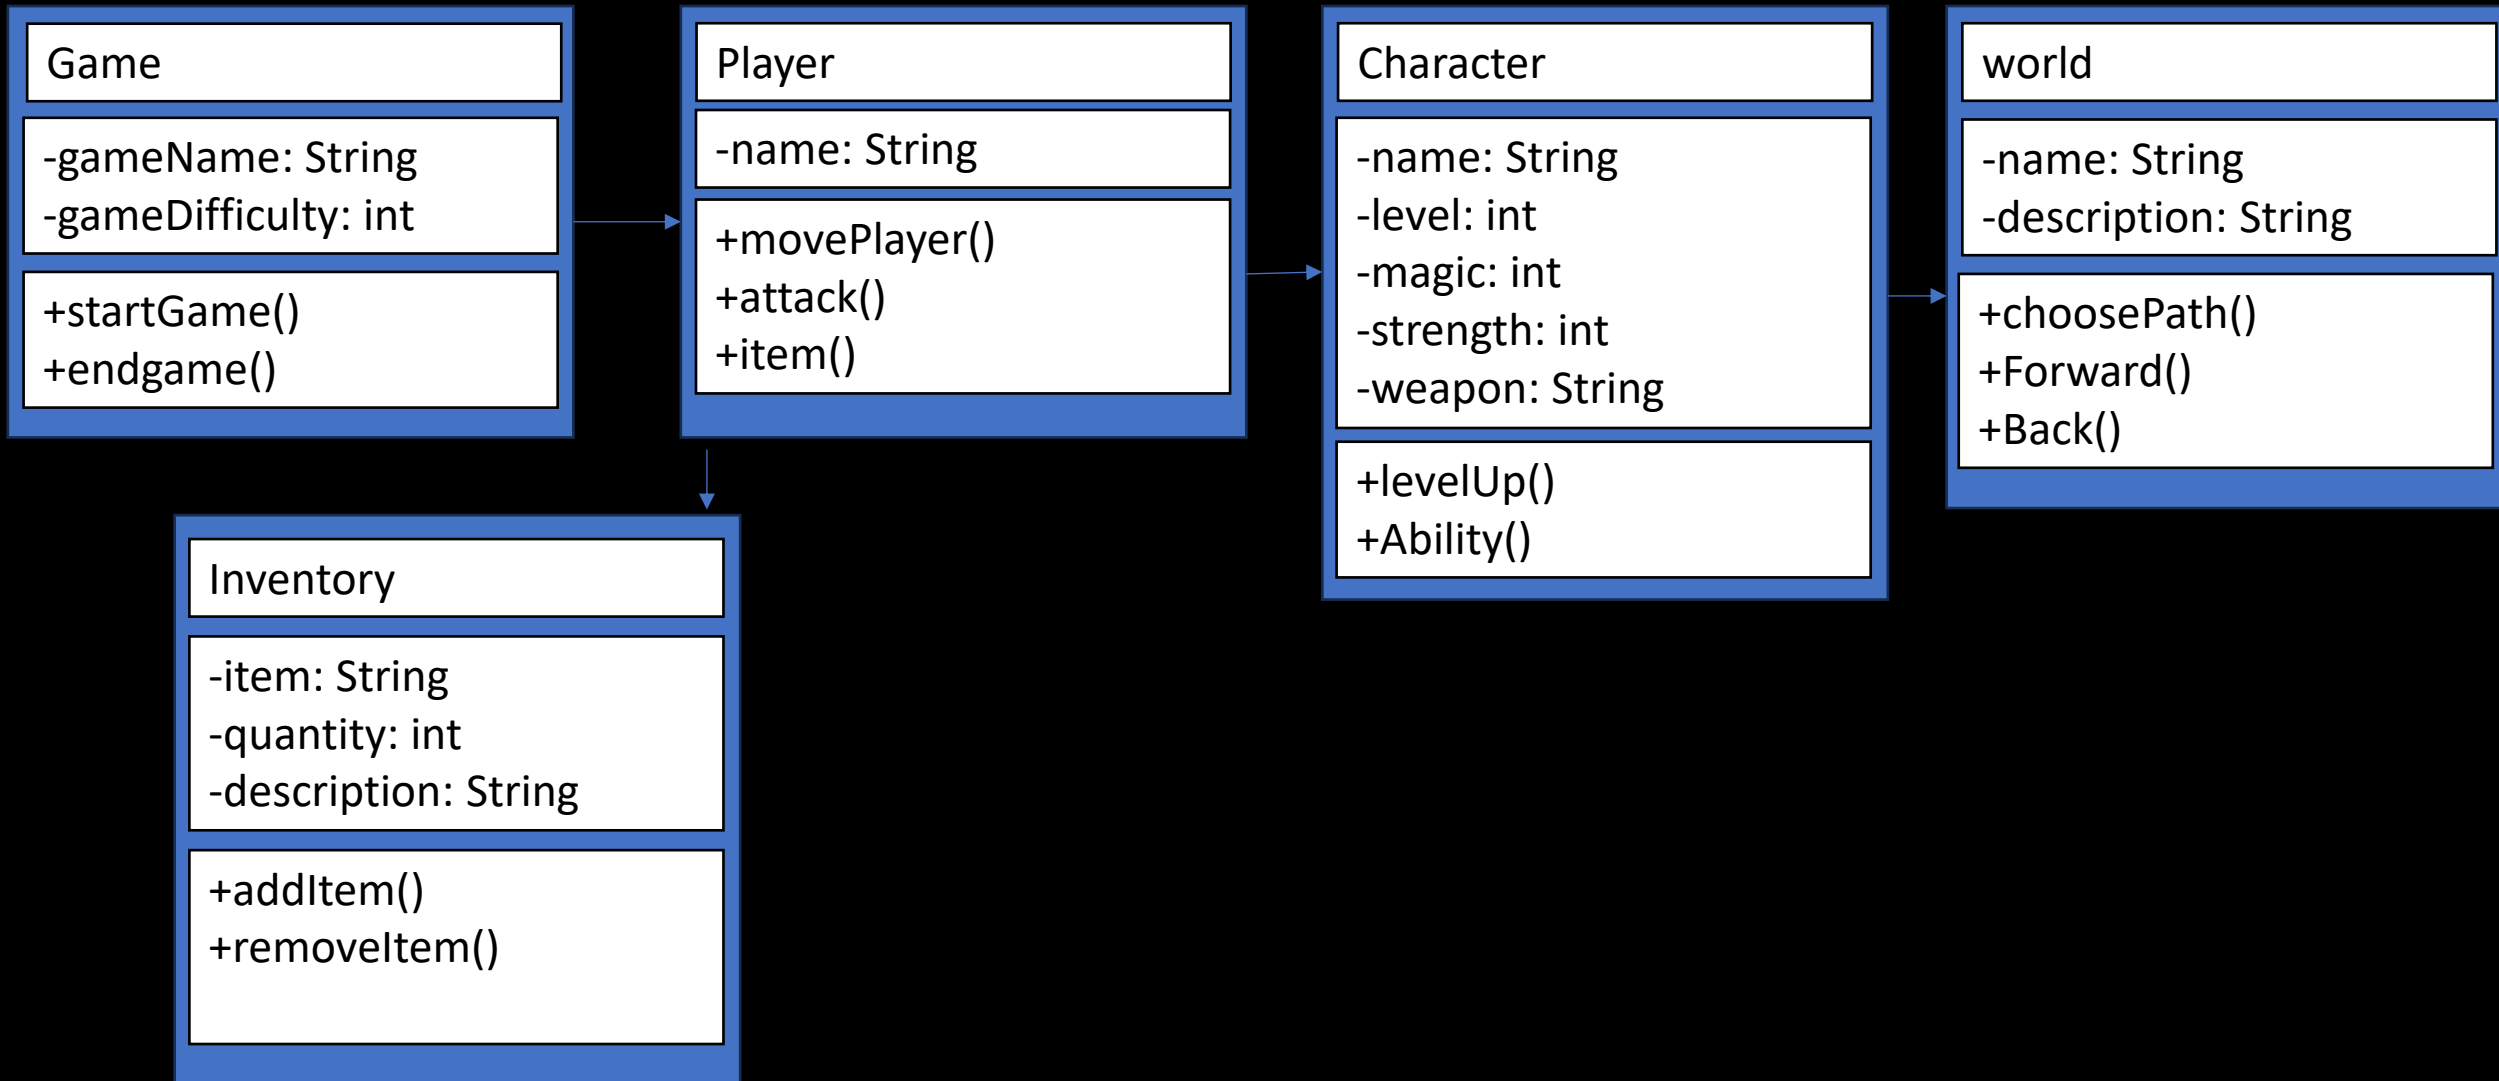 Game
-gameName: String
-gameDifficulty: int
+startGame()
+endgame()
Player
-name: String
+movePlayer()
+attack()
+item()
Character
-name: String
-level: int
-magic: int
-strength: int
-weapon: String
+levelUp()
+Ability()
world
-name: String
-description: String
+choosePath()
+Forward()
+Back()
Inventory
-item: String
-quantity: int
-description: String
+addItem()
+removeItem()